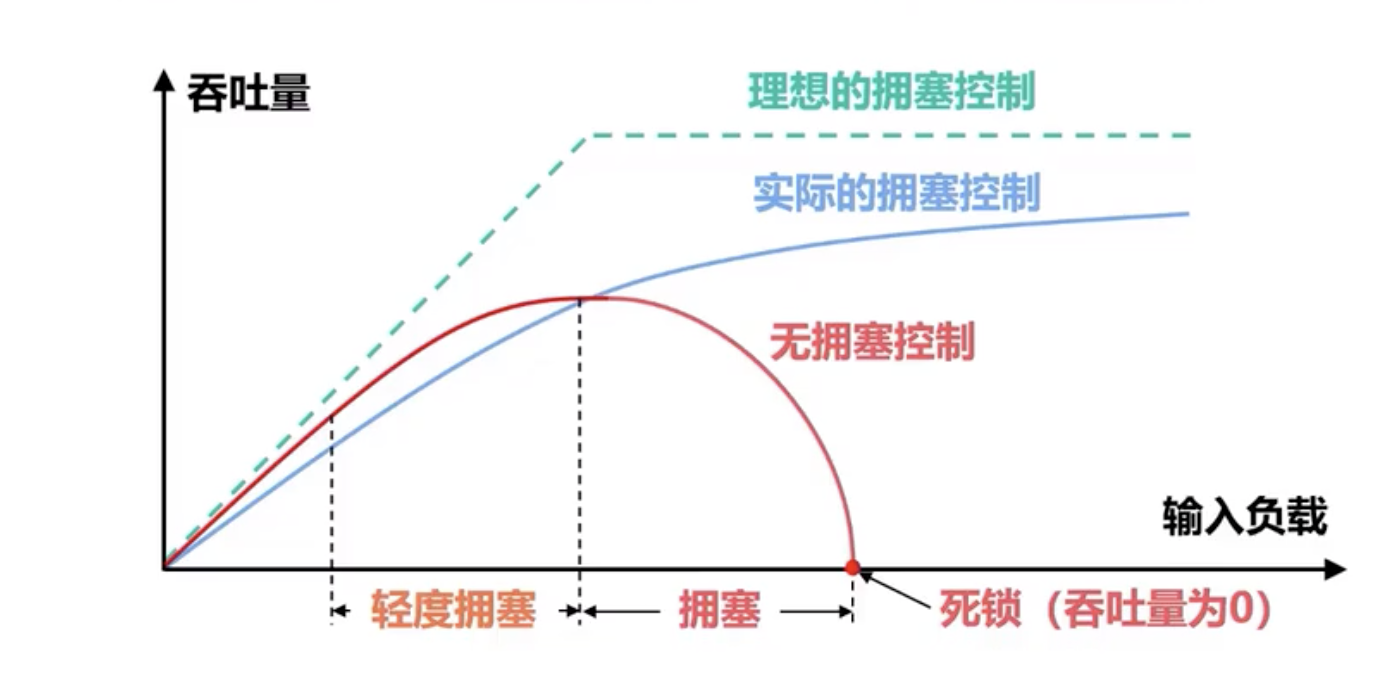 吞吐量
理想的拥塞控制
实际的拥塞控制
无拥塞控制
输入负载
轻度拥塞
拥塞
死锁（吞吐量为0）